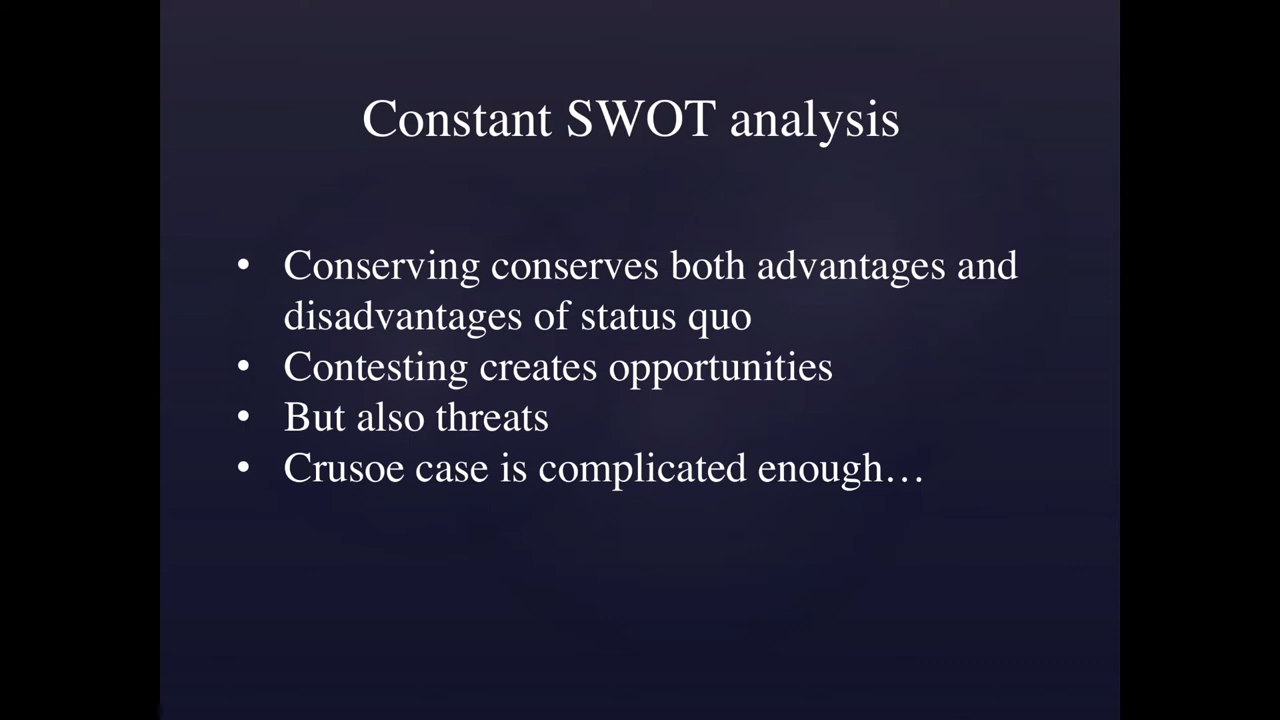 Constant SWOT analysis
• Conserving conserves both advantages and
disadvantages of status quo
• Contesting creates opportunities
• But also threats
• Crusoe case is complicated enough…